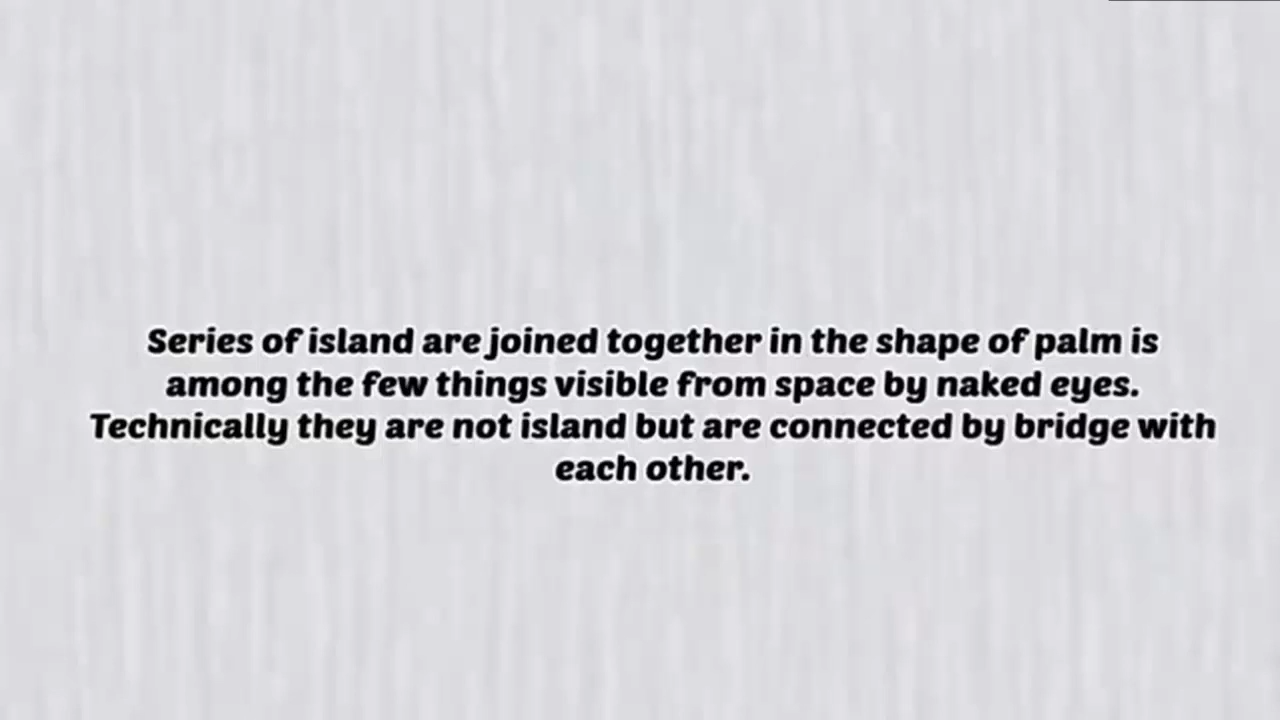 Series of island are joined together in the shape of palm is
among the few things visible from space by naked eyes.
Technically they are not island but are connected by bridge with
each other.